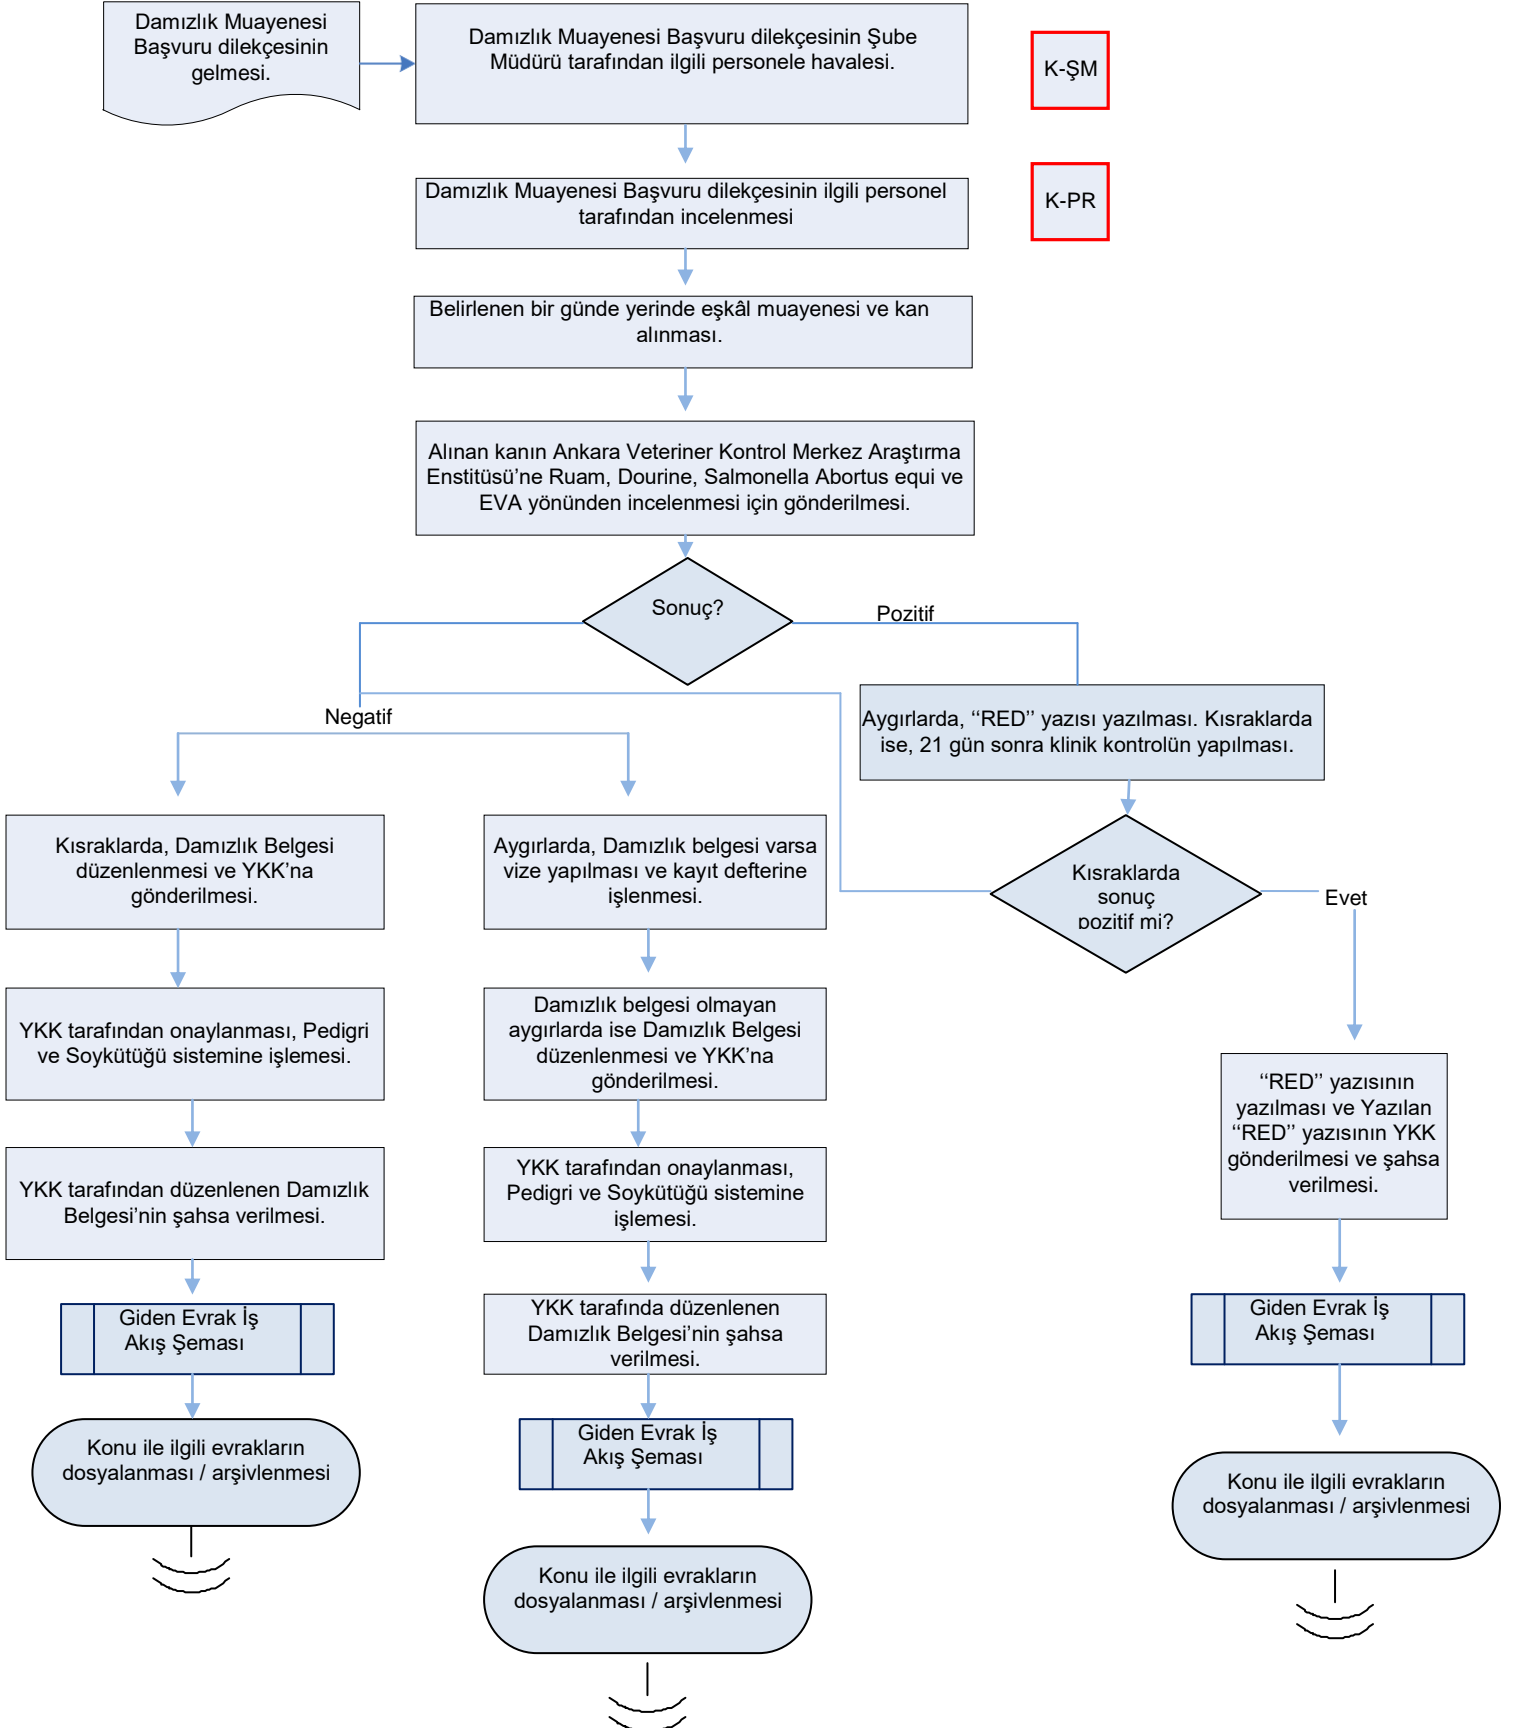 Damızlık Muayenesi
Başvuru dilekçesinin
gelmesi.
Damızlık Muayenesi Başvuru dilekçesinin Şube
Müdürü tarafından ilgili personele havalesi.
K-ŞM
Damızlık Muayenesi Başvuru dilekçesinin ilgili personel
tarafından incelenmesi
K-PR
Belirlenen bir günde yerinde eşkâl muayenesi ve kan
alınması.
Alınan kanın Ankara Veteriner Kontrol Merkez Araştırma
Enstitüsü’ne Ruam, Dourine, Salmonella Abortus equi ve
EVA yönünden incelenmesi için gönderilmesi.
Sonuç?
Pozitif
Negatif
Aygırlarda, ‘‘RED’’ yazısı yazılması. Kısraklarda
ise, 21 gün sonra klinik kontrolün yapılması.
Kısraklarda, Damızlık Belgesi
düzenlenmesi ve YKK’na
gönderilmesi.
Aygırlarda, Damızlık belgesi varsa
vize yapılması ve kayıt defterine
işlenmesi.
Kısraklarda
sonuç
pozitif mi?
Evet
YKK tarafından onaylanması, Pedigri
ve Soykütüğü sistemine işlemesi.
Damızlık belgesi olmayan
aygırlarda ise Damızlık Belgesi
düzenlenmesi ve YKK’na
gönderilmesi.
‘‘RED’’ yazısının
yazılması ve Yazılan
‘‘RED’’ yazısının YKK
gönderilmesi ve şahsa
verilmesi.
YKK tarafından düzenlenen Damızlık
Belgesi’nin şahsa verilmesi.
YKK tarafından onaylanması,
Pedigri ve Soykütüğü sistemine
işlemesi.
Giden Evrak İş
Akış Şeması
YKK tarafında düzenlenen
Damızlık Belgesi’nin şahsa
verilmesi.
Giden Evrak İş
Akış Şeması
Konu ile ilgili evrakların
dosyalanması / arşivlenmesi
Giden Evrak İş
Akış Şeması
Konu ile ilgili evrakların
dosyalanması / arşivlenmesi
Konu ile ilgili evrakların
dosyalanması / arşivlenmesi